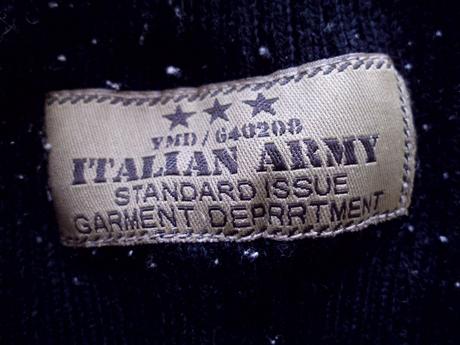 ★ ★ ★
YMD/640208
ITALIAN ARMY
STANDARD ISSUE
GARMENT DEPRRTMENT